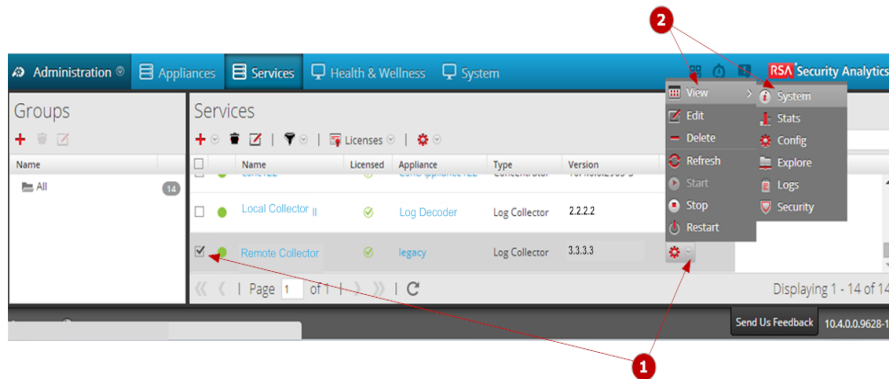 2
Administration Appliances Services Health & Wellness System RSA Security Analytics
Groups
Services
View
System
Edit
Stats
Delete
Config
Refresh
Explore
Start
Logs
Stop
Security
Restart
Licenses
Name
Name Licensed Appliance Type Version
All 14
Local Collector II Log Decoder Log Collector 2.2.2.2
Remote Collector legacy Log Collector 3.3.3.3
Page 1 of 1 Displaying 1 - 14 of 14
Send Us Feedback 10.4.0.0.9628-1
1